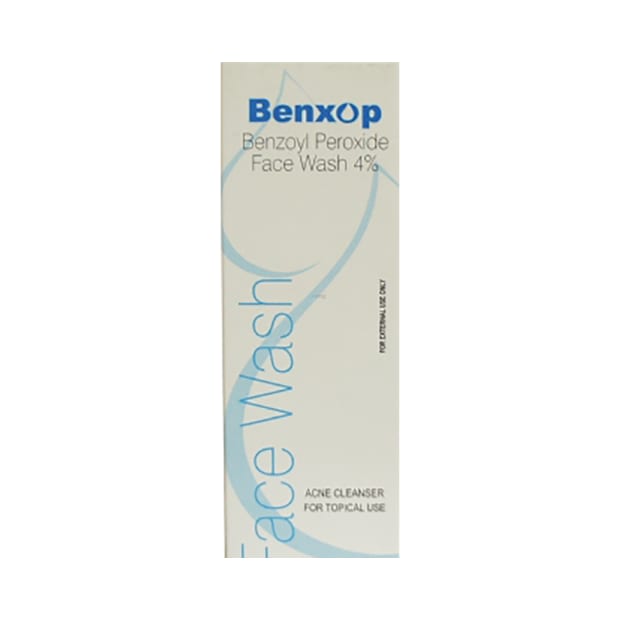 Benxop
Benzoyl Peroxide
Face Wash 4%
Face Wash
FOR EXTERNAL USE ONLY
ACNE CLEANSER
FOR TOPICAL USE